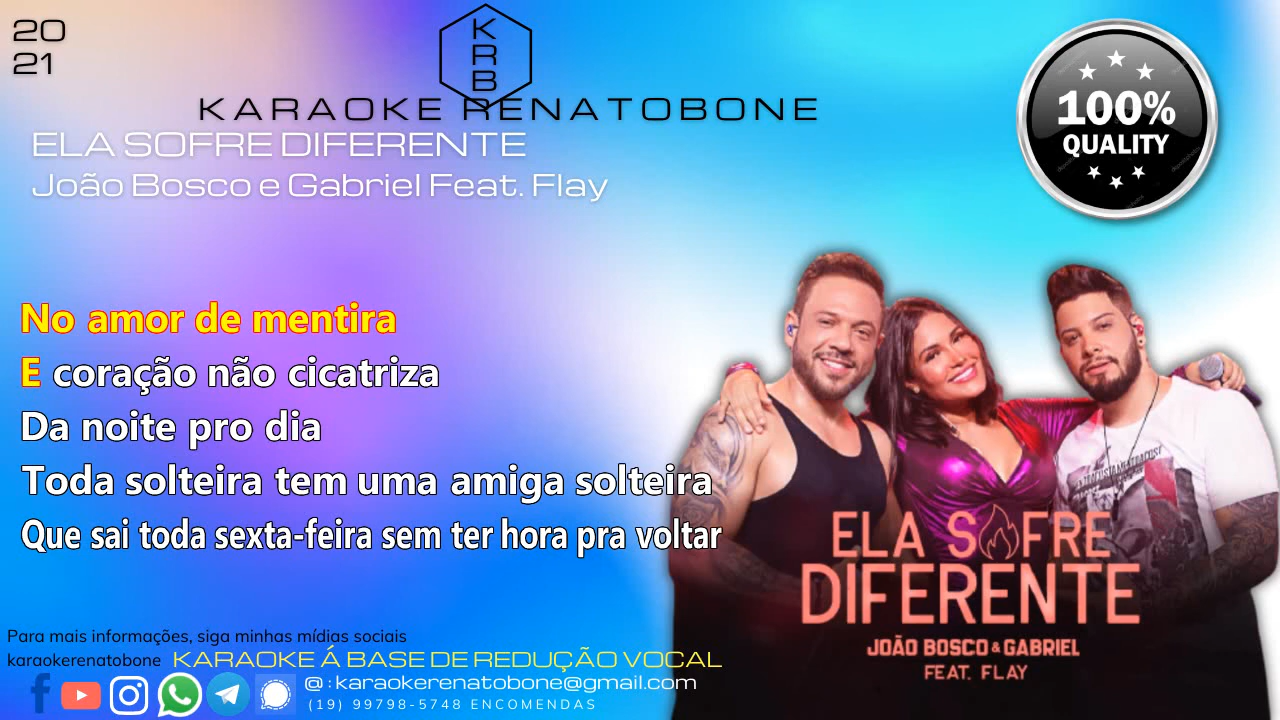 20
21
K
R
B
KARAOKE RENATOBONE
ELA SOFRE DIFERENTE
João Bosco e Gabriel Feat. Flay
100%
QUALITY
No amor de mentira
E coração não cicatriza
Da noite pro dia
Toda solteira tem uma amiga solteira
Que sai toda sexta-feira sem ter hora pra voltar
ELA SOFRE
DIFERENTE
JOÃO BOSCO & GABRIEL
FEAT. FLAY
Para mais informações, siga minhas mídias sociais
karaokerenatobone
KARAOKE Á BASE DE REDUÇÃO VOCAL
@ : karaokerenatobone@gmail.com
(19) 99798-5748 ENCOMENDAS